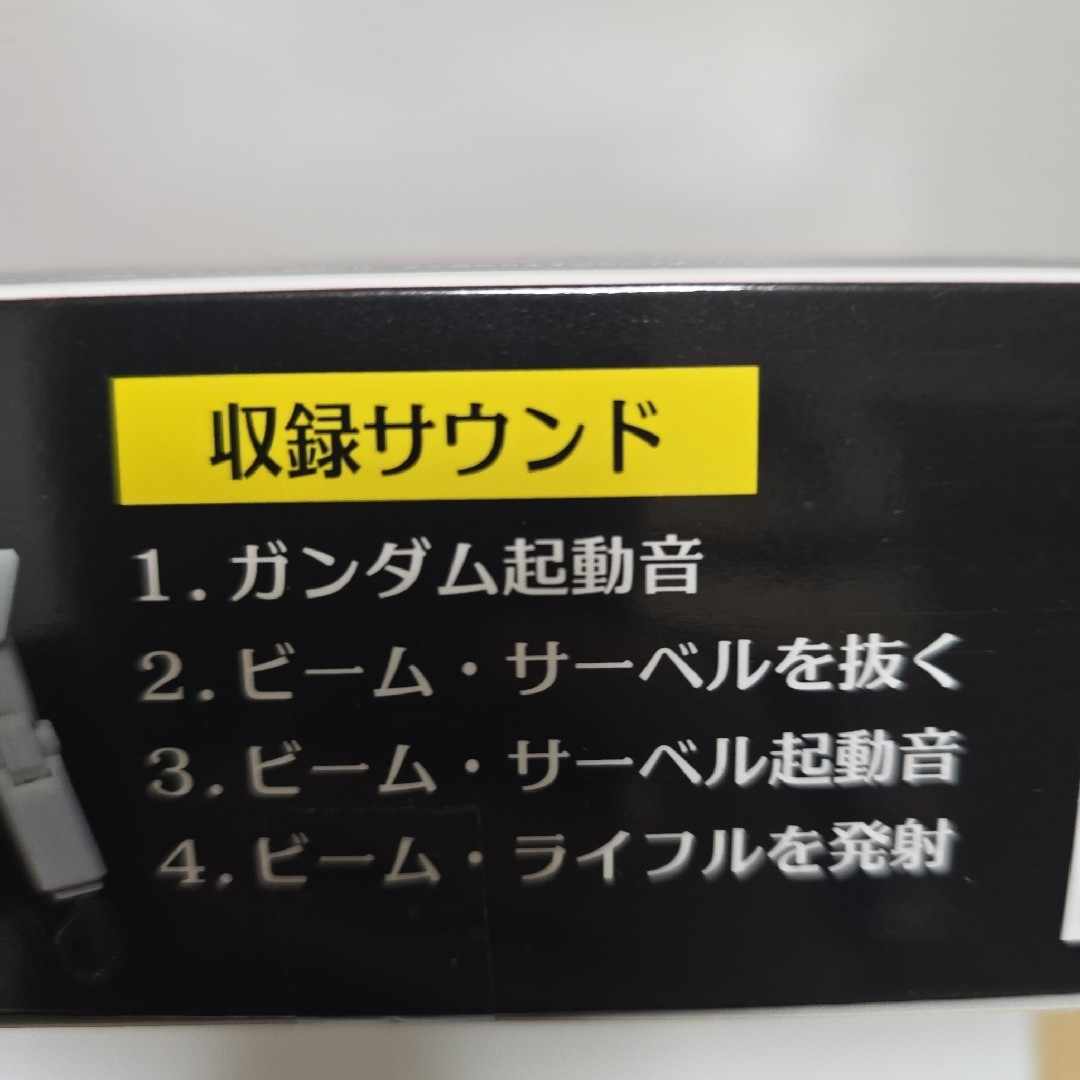 収録サウンド
1.ガンダム起動音
2.ビーム・サーベルを抜く
3.ビーム・サーベル起動音
4.ビーム・ライフルを発射